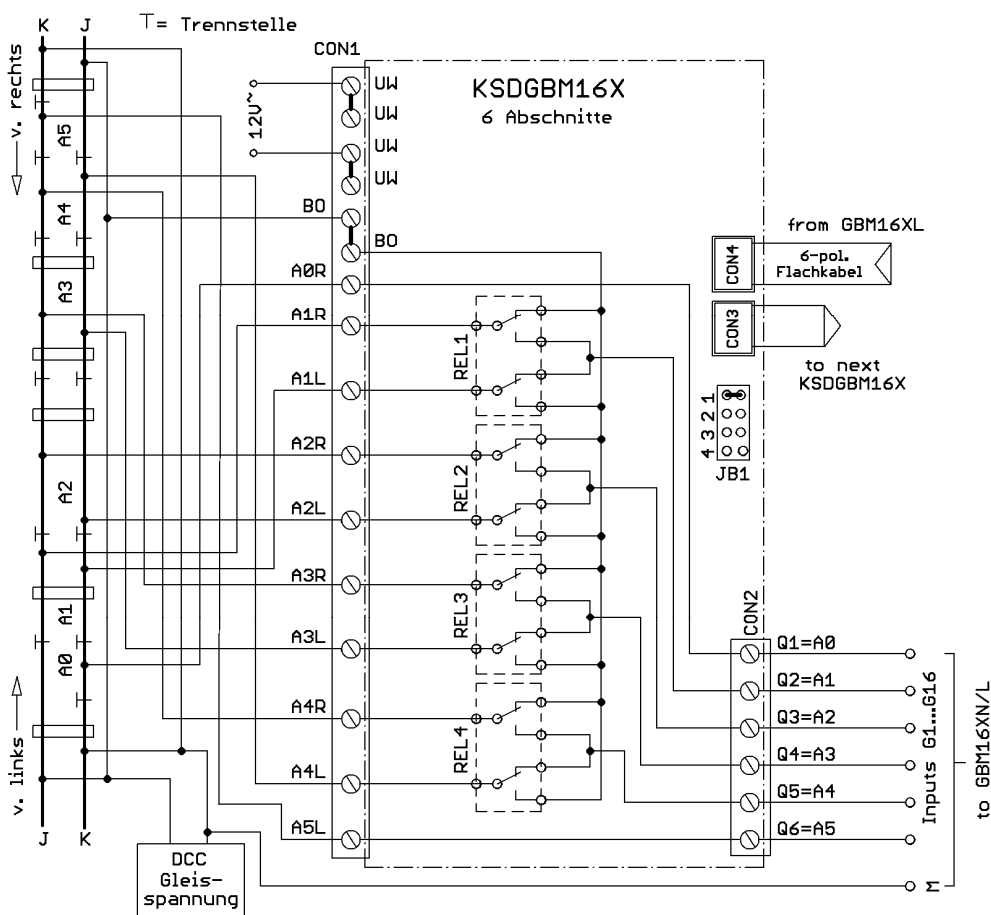 K J
T= Trennstelle
v. rechts
A5
A4
A3
A2
A1
A0
v. links
J K
DCC
Gleis-
spannung
12V~
CON1
UW
UW
UW
UW
BO
BO
A0R
A1R
A1L
A2R
A2L
A3R
A3L
A4R
A4L
A5L
KSDGBM16X
6 Abschnitte
REL1
REL2
REL3
REL4
from GBM16XL
CON4
6-pol.
Flachkabel
CON3
to next
KSDGBM16X
4 3 2 1
JB1
CON2
Q1=A0
Q2=A1
Q3=A2
Q4=A3
Q5=A4
Q6=A5
Inputs G1...G16
to GBM16XN/L
M